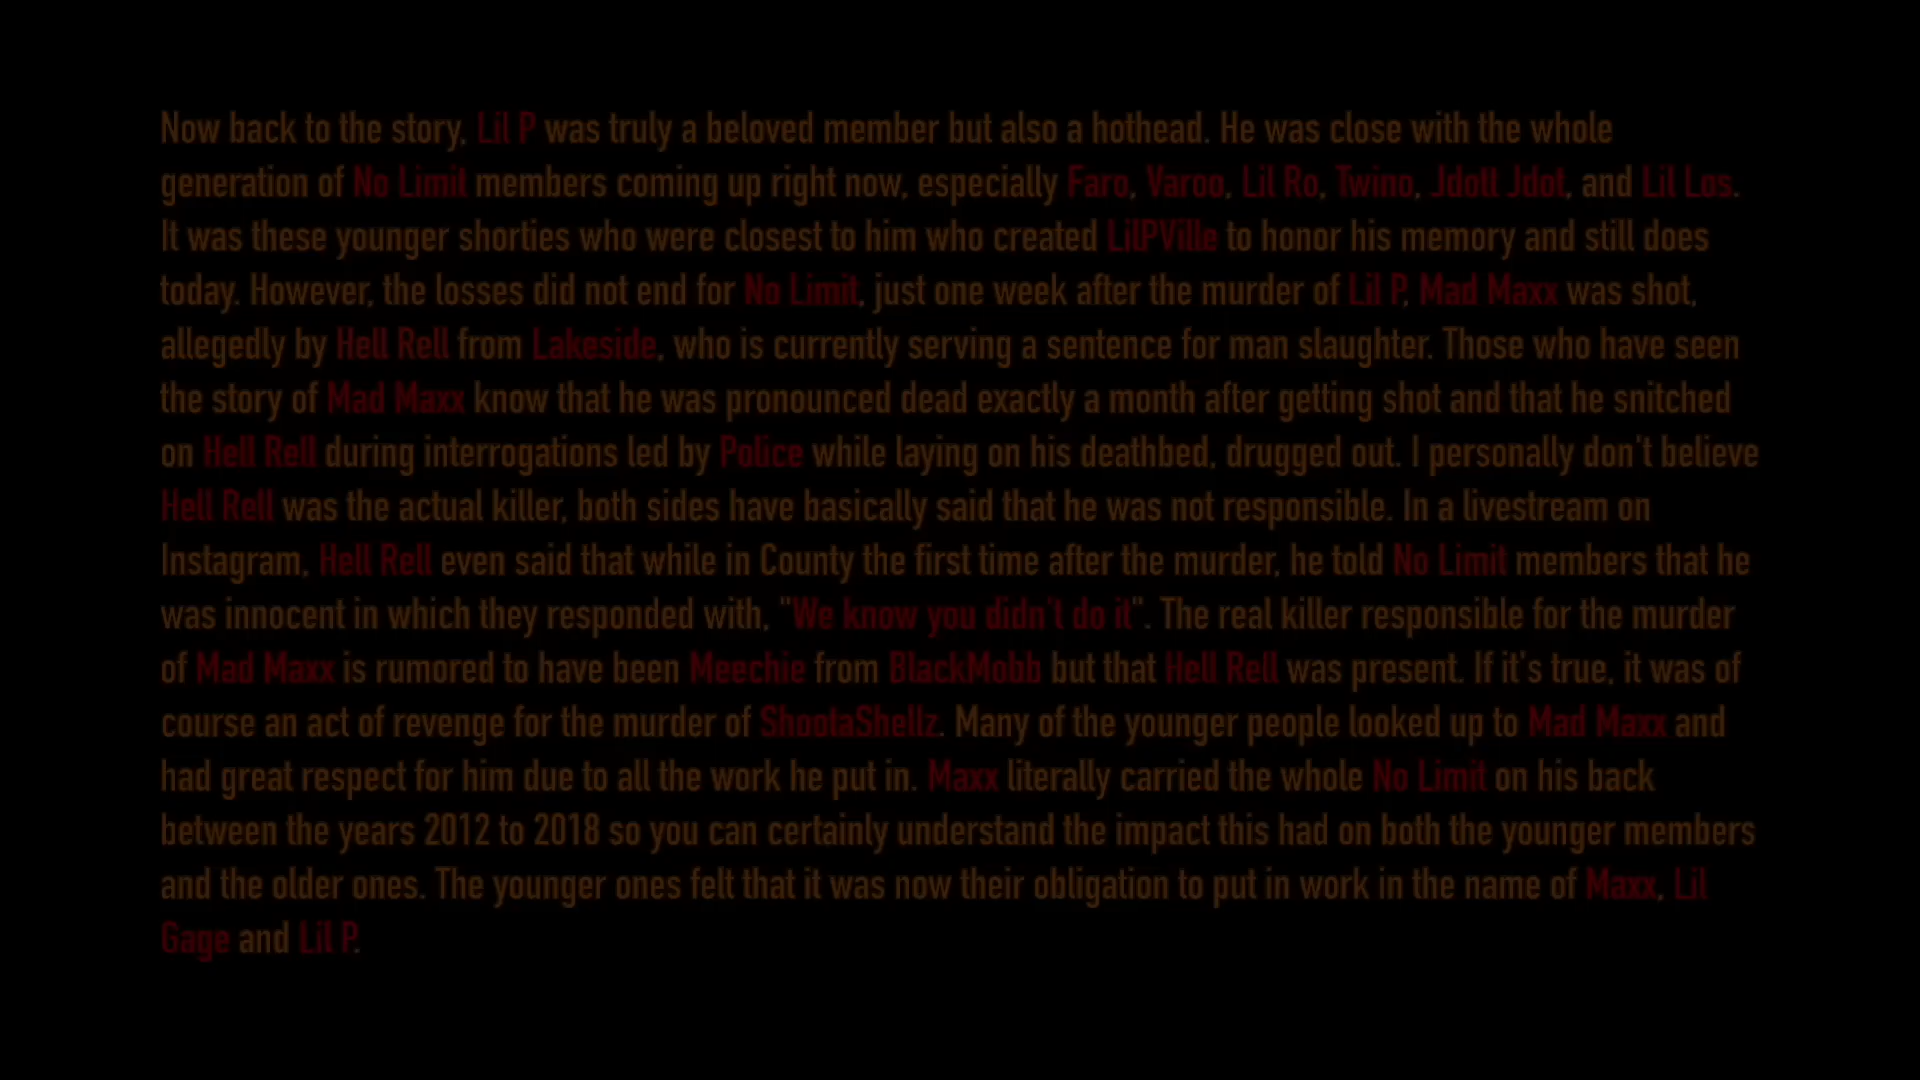 Now back to the story, Lil P was truly a beloved member but also a hothead. He was close with the whole
generation of No Limit members coming up right now, especially Faro, Varoo, Lil Ro, Twino, Jdott Jdot, and Lil Los.
It was these younger shorties who were closest to him who created LilPVille to honor his memory and still does
today. However, the losses did not end for No Limit, just one week after the murder of Lil P, Mad Maxx was shot,
allegedly by Hell Rell from Lakeside, who is currently serving a sentence for man slaughter. Those who have seen
the story of Mad Maxx know that he was pronounced dead exactly a month after getting shot and that he snitched
on Hell Rell during interrogations led by Police while laying on his deathbed, drugged out. I personally don't believe
Hell Rell was the actual killer, both sides have basically said that he was not responsible. In a livestream on
Instagram, Hell Rell even said that while in County the first time after the murder, he told No Limit members that he
was innocent in which they responded with, "We know you didn't do it". The real killer responsible for the murder
of Mad Maxx is rumored to have been Meechie from BlackMobb but that Hell Rell was present. If it's true, it was of
course an act of revenge for the murder of ShootaShellz. Many of the younger people looked up to Mad Maxx and
had great respect for him due to all the work he put in. Maxx literally carried the whole No Limit on his back
between the years 2012 to 2018 so you can certainly understand the impact this had on both the younger members
and the older ones. The younger ones felt that it was now their obligation to put in work in the name of Maxx, Lil
Gage and Lil P.